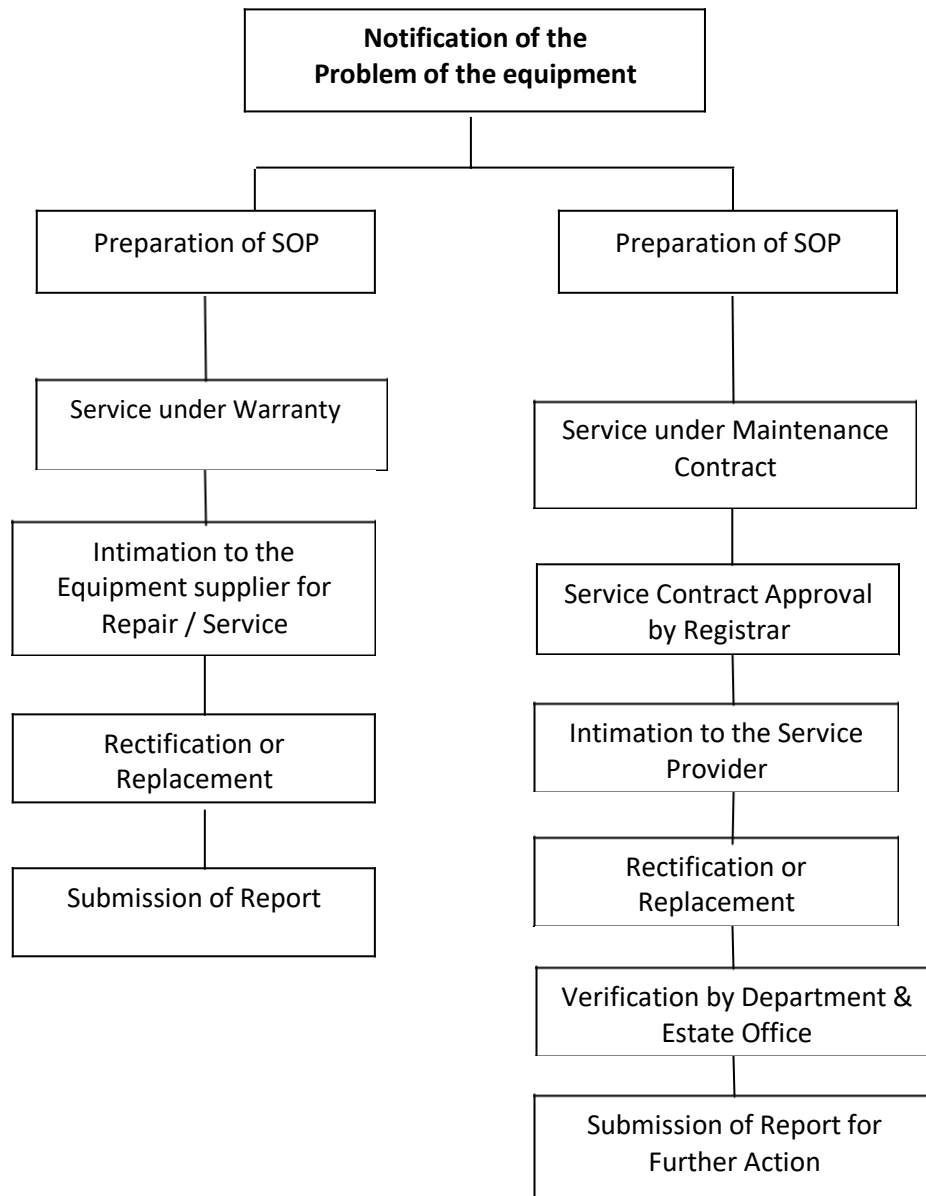 Notification of the
Problem of the equipment
Preparation of SOP
Service under Warranty
Intimation to the
Equipment supplier for
Repair / Service
Rectification or
Replacement
Submission of Report
Preparation of SOP
Service under Maintenance
Contract
Service Contract Approval
by Registrar
Intimation to the Service
Provider
Rectification or
Replacement
Verification by Department &
Estate Office
Submission of Report for
Further Action